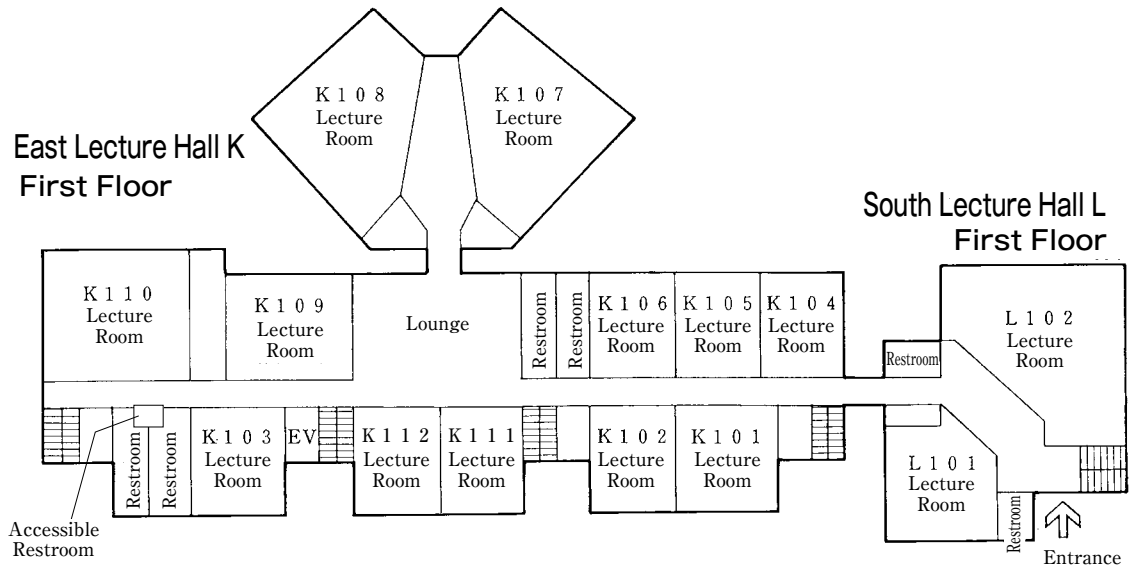 K108
Lecture
Room
K107
Lecture
Room
East Lecture Hall K
First Floor
South Lecture Hall L
First Floor
K110
Lecture
Room
K109
Lecture
Room
Lounge
Restroom
Restroom
K106
Lecture
Room
K105
Lecture
Room
K104
Lecture
Room
Restroom
L102
Lecture
Room
Restroom
Restroom
K103
Lecture
Room
EV
K112
Lecture
Room
K111
Lecture
Room
K102
Lecture
Room
K101
Lecture
Room
L101
Lecture
Room
Restroom
Accessible
Restroom
Entrance